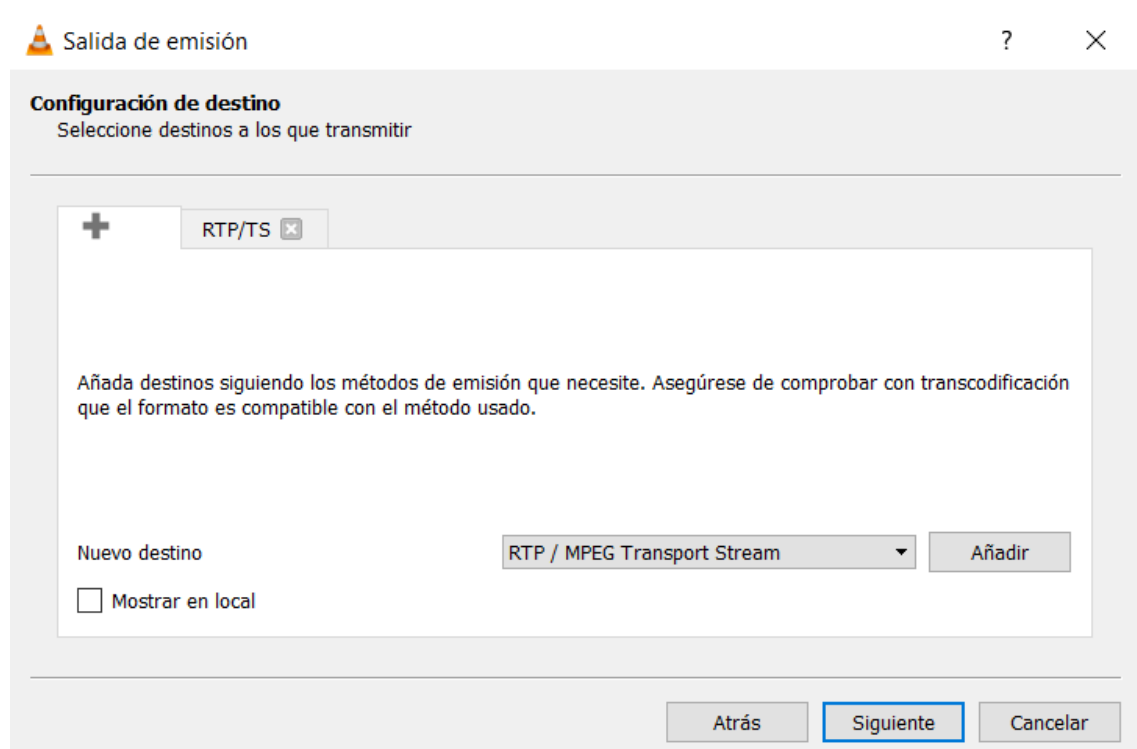 Salida de emisión
Configuración de destino
Seleccione destinos a los que transmitir
RTP/TS
Añada destinos siguiendo los métodos de emisión que necesite. Asegúrese de comprobar con transcodificación
que el formato es compatible con el método usado.
Nuevo destino RTP / MPEG Transport Stream Añadir
Mostrar en local
Atrás Siguiente Cancelar